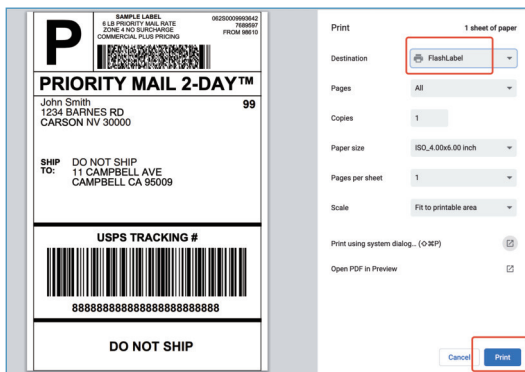 P
SAMPLE LABEL
6 LB PRIORITY MAIL RATE
ZONE 4 NO SURCHARGE
COMMERCIAL PLUS PRICING
062S0009993642
7689697
FROM 98610
PRIORITY MAIL 2-DAY™
John Smith
1234 BARNES RD
CARSON NV 30000
99
SHIP TO:
DO NOT SHIP
11 CAMPBELL AVE
CAMPBELL CA 95009
USPS TRACKING #
88888888888888888888888888
DO NOT SHIP
Print
1 sheet of paper
Destination
FlashLabel
Pages
All
Copies
1
Paper size
ISO_4.00x6.00 inch
Pages per sheet
1
Scale
Fit to printable area
Print using system dialog... (⇧⌘P)
Open PDF in Preview
Cancel
Print